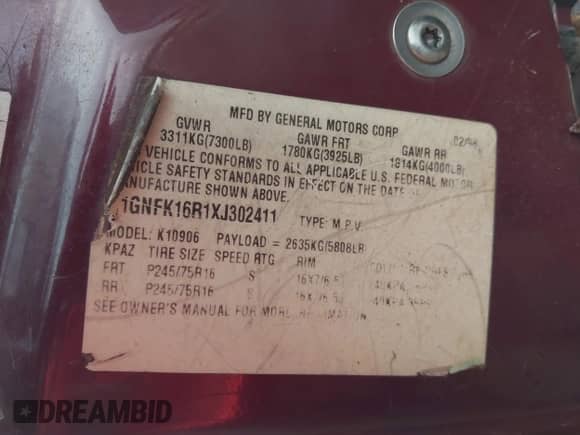 MFD BY GENERAL MOTORS CORP
GVWR GAWR FRT GAWR RR
3311KG(7300LB) 1780KG(3925LB) 1814KG(4000LB)
VEHICLE CONFORMS TO ALL APPLICABLE U.S. FEDERAL MOTOR
VEHICLE SAFETY STANDARDS IN EFFECT ON THE DATE
MANUFACTURE SHOWN ABOVE.
1GNFK16R1XJ302411 TYPE: M.P.V.
MODEL: K10906 PAYLOAD = 2635KG(5808LB)
KPAZ TIRE SIZE SPEED RTG RIM
FRT P245/75R16 S 16X7/6.5J
RR P245/75R16 S
SEE OWNER'S MANUAL FOR MORE INFORMATION
DREAMBID